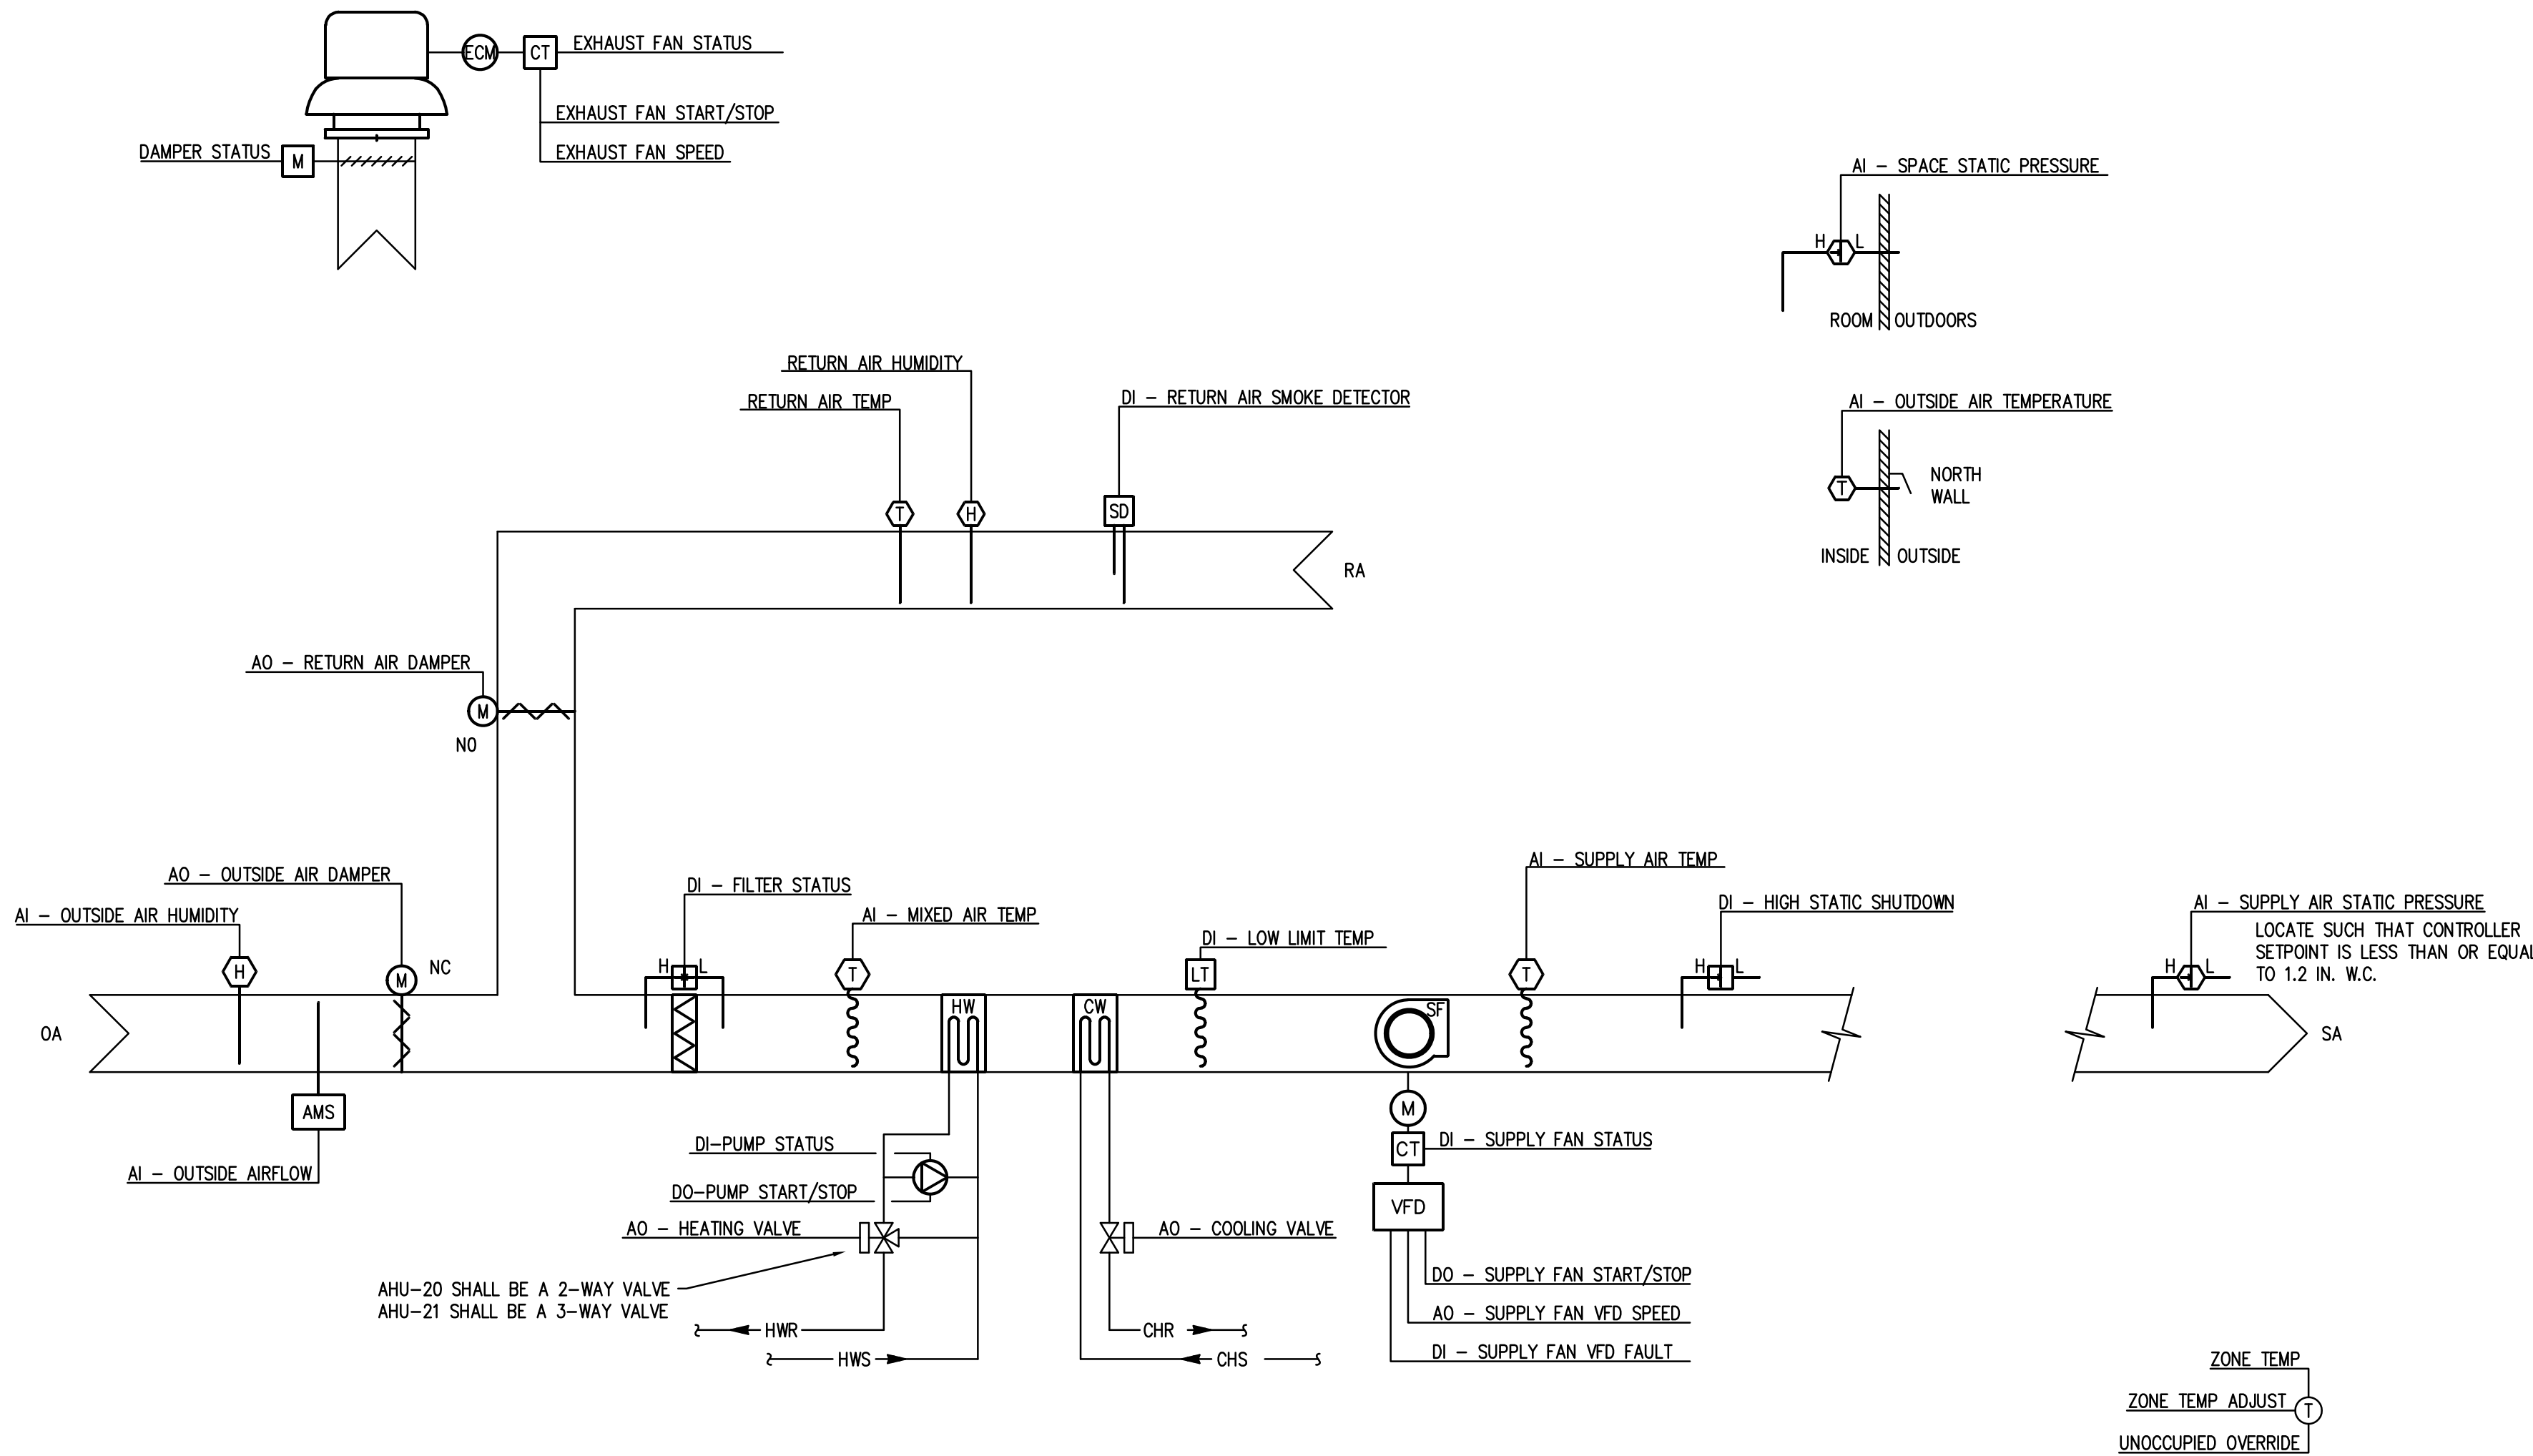 ECM
CT
EXHAUST FAN STATUS
EXHAUST FAN START/STOP
EXHAUST FAN SPEED
DAMPER STATUS
M
AI - SPACE STATIC PRESSURE
H
L
ROOM
OUTDOORS
RETURN AIR HUMIDITY
RETURN AIR TEMP
DI - RETURN AIR SMOKE DETECTOR
AI - OUTSIDE AIR TEMPERATURE
T
H
SD
T
NORTH
WALL
INSIDE
OUTSIDE
RA
AO - RETURN AIR DAMPER
M
NO
AO - OUTSIDE AIR DAMPER
AI - OUTSIDE AIR HUMIDITY
H
M
NC
OA
AMS
AI - OUTSIDE AIRFLOW
DI - FILTER STATUS
H
L
AI - MIXED AIR TEMP
T
HW
CW
DI - LOW LIMIT TEMP
LT
SF
AI - SUPPLY AIR TEMP
T
DI - HIGH STATIC SHUTDOWN
H
L
AI - SUPPLY AIR STATIC PRESSURE
LOCATE SUCH THAT CONTROLLER
SETPOINT IS LESS THAN OR EQUAL
TO 1.2 IN. W.C.
H
L
SA
M
DI-PUMP STATUS
CT
DI - SUPPLY FAN STATUS
DO-PUMP START/STOP
VFD
AO - HEATING VALVE
AO - COOLING VALVE
AHU-20 SHALL BE A 2-WAY VALVE
AHU-21 SHALL BE A 3-WAY VALVE
DO - SUPPLY FAN START/STOP
AO - SUPPLY FAN VFD SPEED
DI - SUPPLY FAN VFD FAULT
HWR
HWS
CHR
CHS
ZONE TEMP
ZONE TEMP ADJUST
T
UNOCCUPIED OVERRIDE